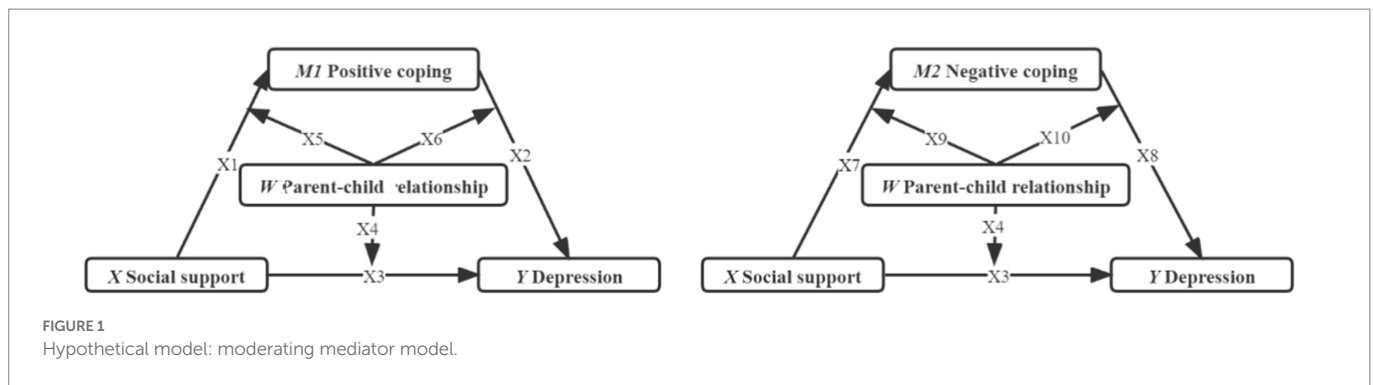 M1 Positive coping
X5
X6
X1
X2
W Parent-child relationship
X4
X Social support
X3
Y Depression
M2 Negative coping
X9
X10
X7
X8
W Parent-child relationship
X4
X Social support
X3
Y Depression
FIGURE 1
Hypothetical model: moderating mediator model.